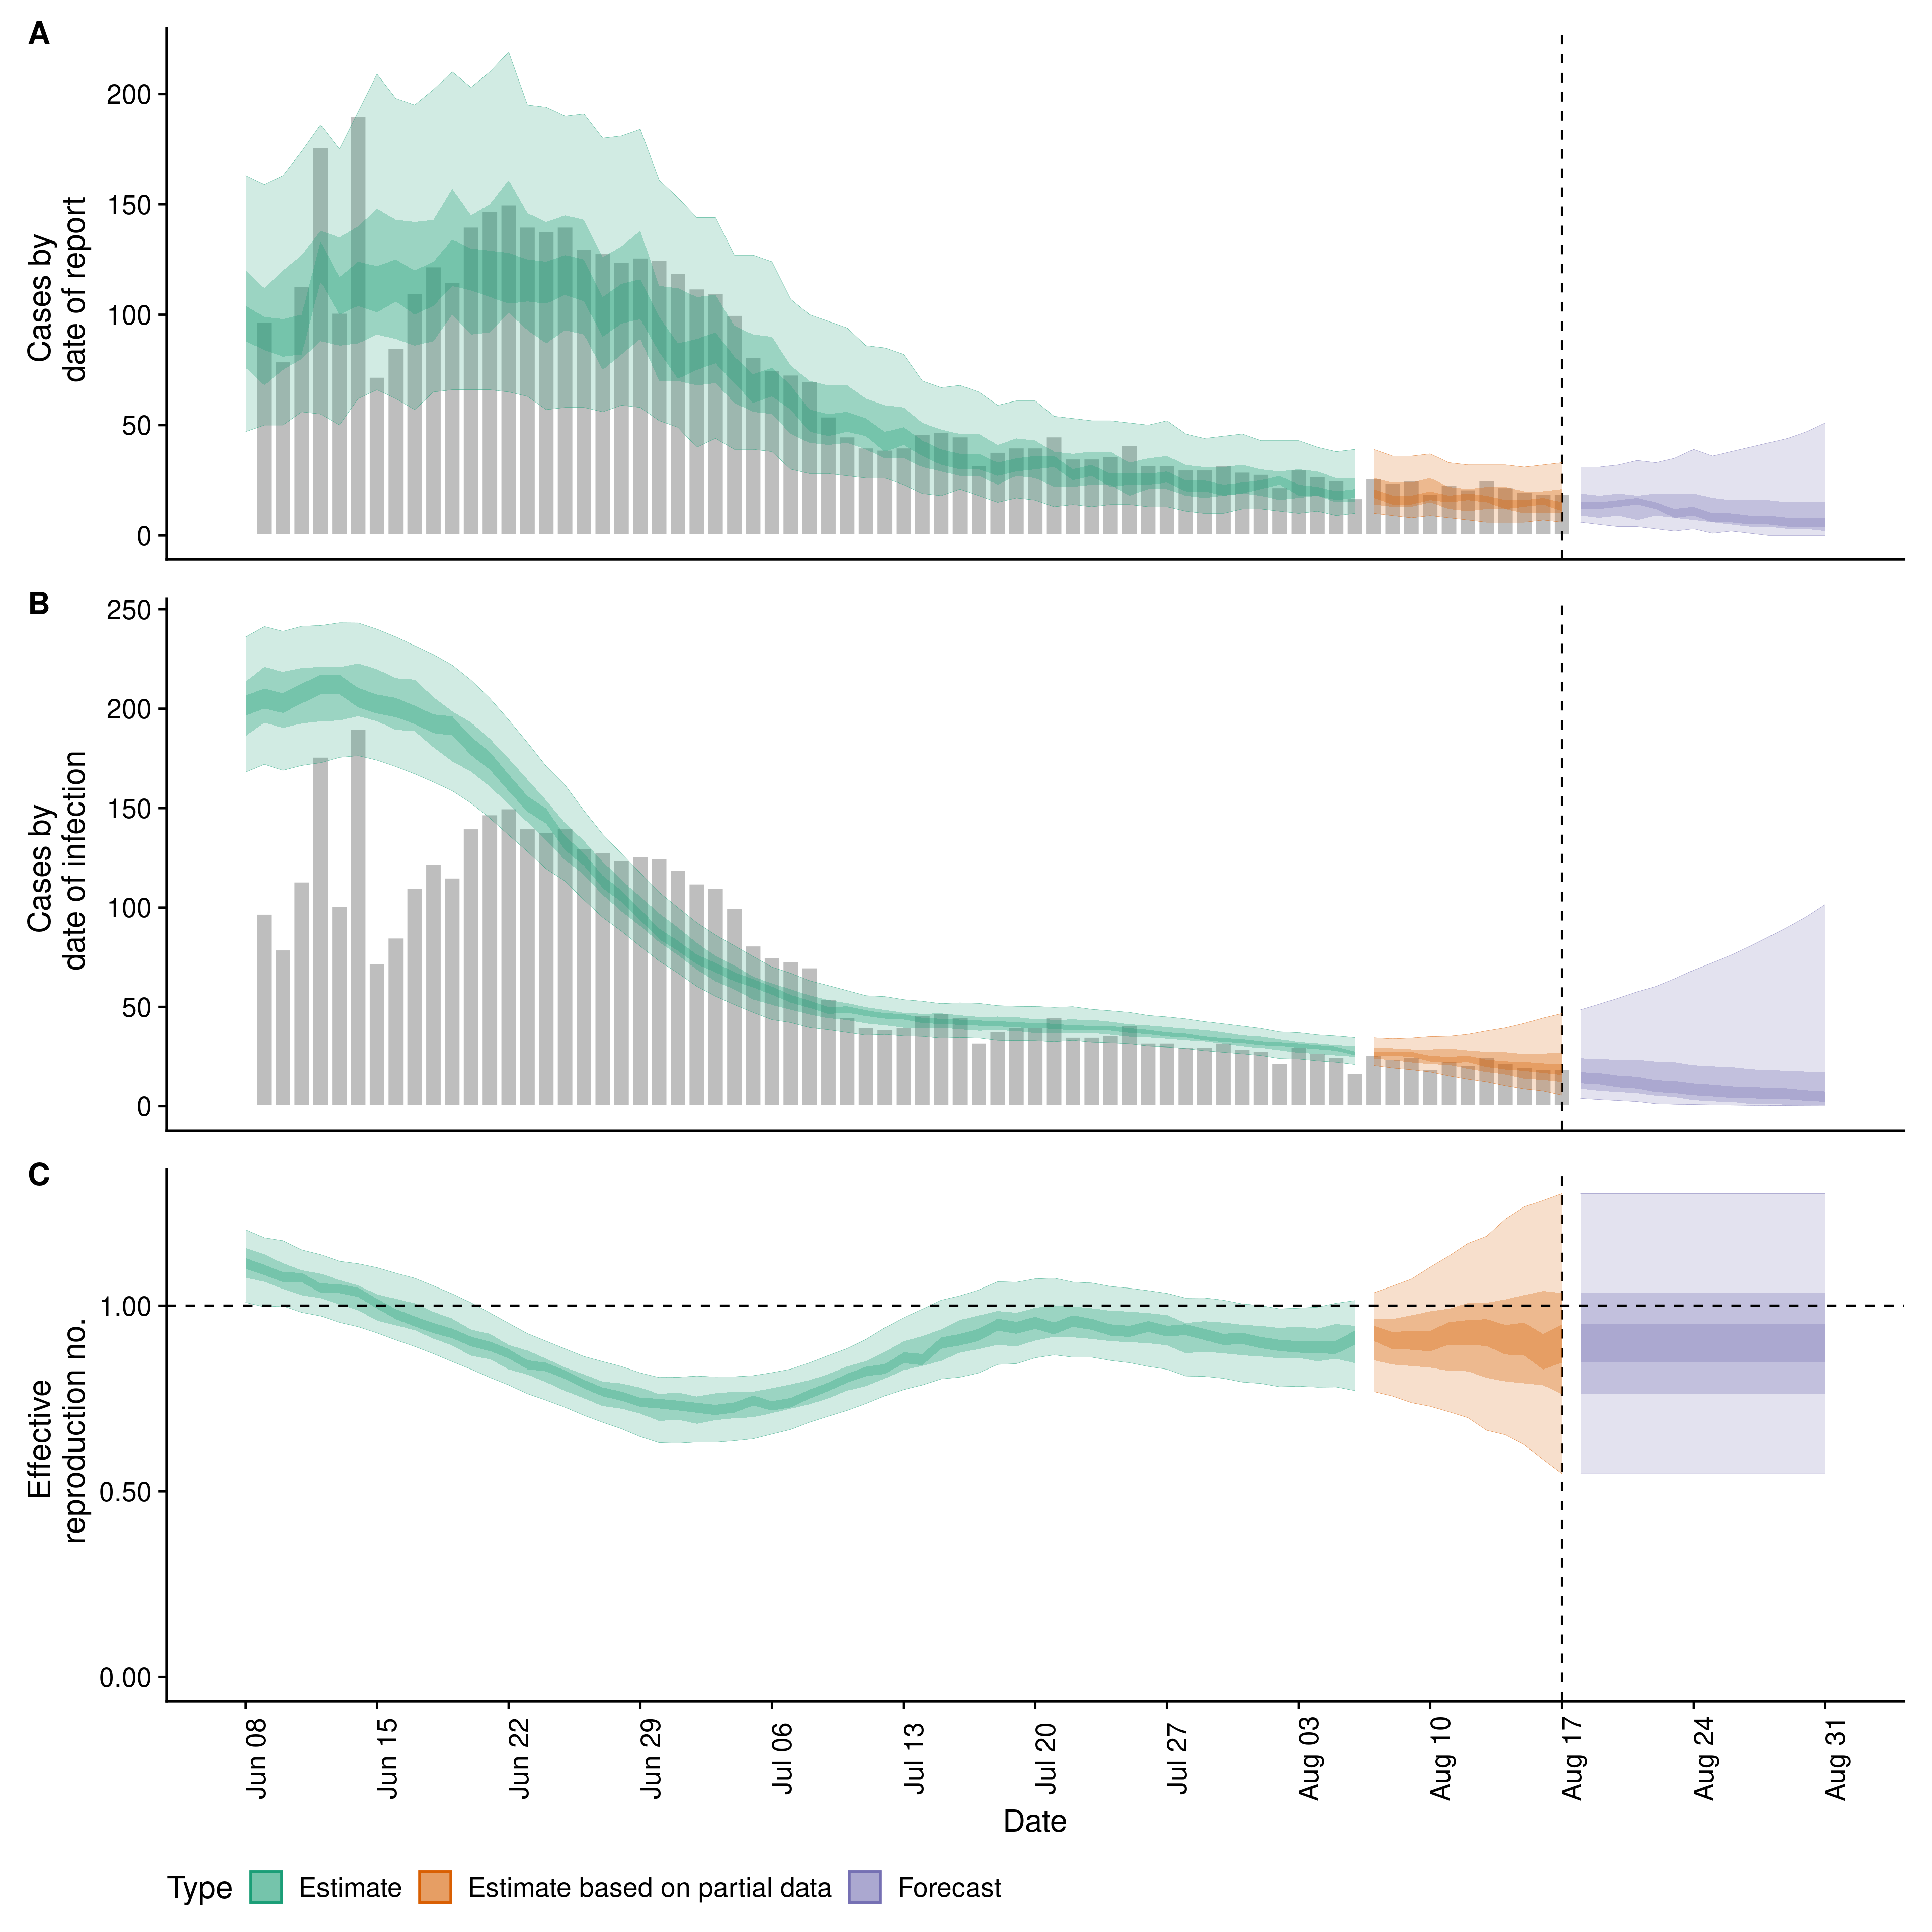 A
200
150
100
50
0
Cases by
date of report
B
250
200
150
100
50
0
Cases by
date of infection
C
1.00
0.50
0.00
Effective
reproduction no.
Jun 08
Jun 15
Jun 22
Jun 29
Jul 06
Jul 13
Jul 20
Jul 27
Aug 03
Aug 10
Aug 17
Aug 24
Aug 31
Date
Type Estimate Estimate based on partial data Forecast